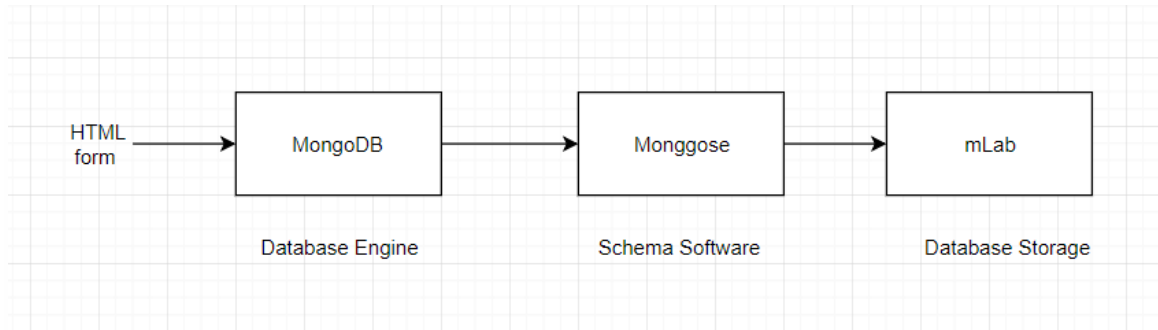 HTML
form
MongoDB
Monggose
mLab
Database Engine
Schema Software
Database Storage